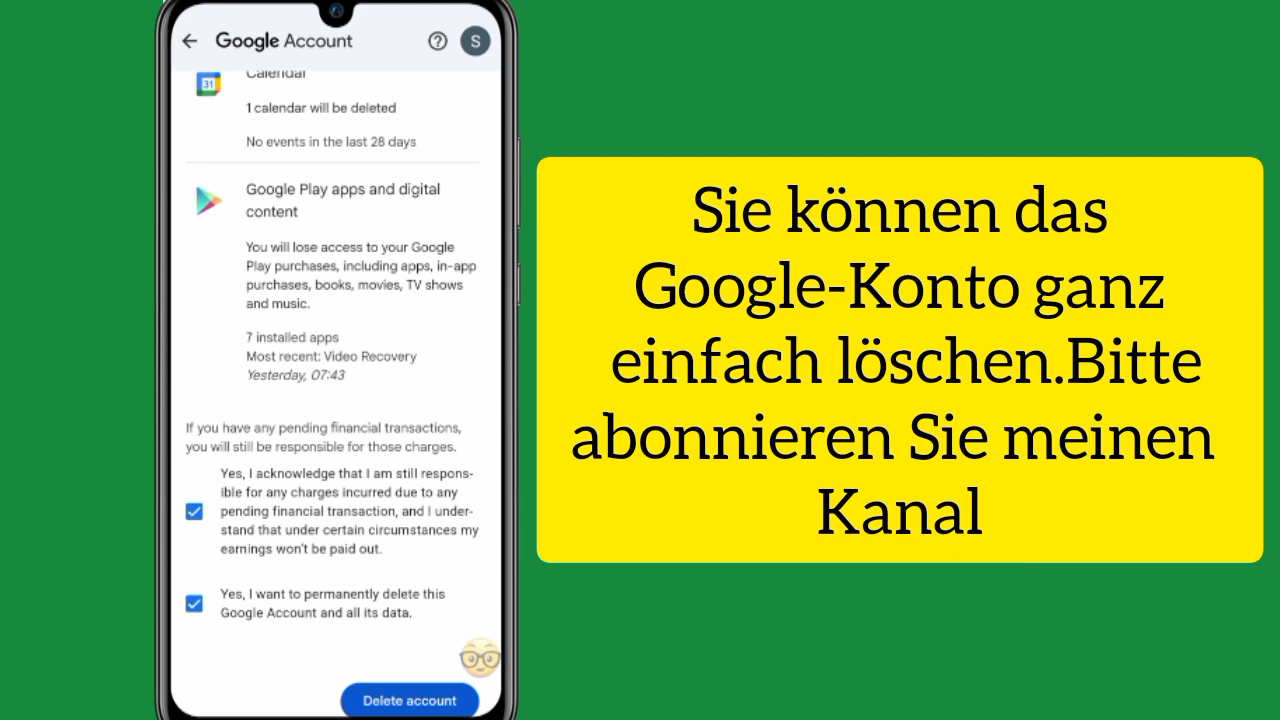 Google Account
S
Calendar
31
1 calendar will be deleted
No events in the last 28 days
Google Play apps and digital
content
You will lose access to your Google
Play purchases, including apps, in-app
purchases, books, movies, TV shows
and music.
7 installed apps
Most recent: Video Recovery
Yesterday, 07:43
If you have any pending financial transactions,
you will still be responsible for those charges.
Yes, I acknowledge that I am still respons-
ible for any charges incurred due to any
pending financial transaction, and I under-
stand that under certain circumstances my
earnings won't be paid out.
Yes, I want to permanently delete this
Google Account and all its data.
Delete account
Sie können das
Google-Konto ganz
einfach löschen.Bitte
abonnieren Sie meinen
Kanal